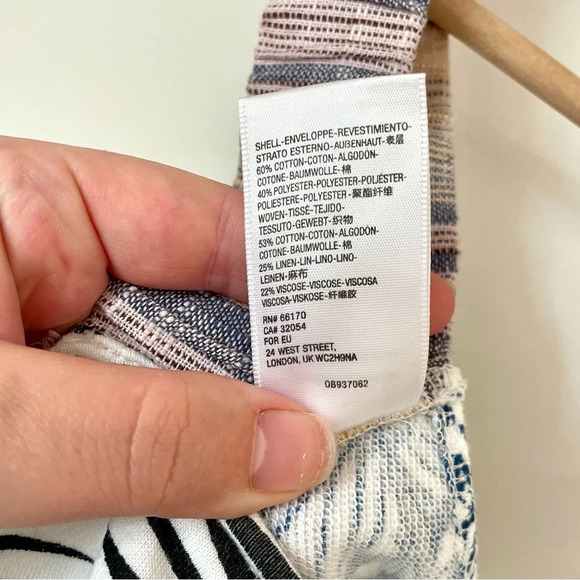 SHELL-ENVELOPPE-REVESTIMIENTO-
STRATO ESTERNO-AUßENHAUT-表层
60% COTTON-COTON-ALGODÓN-
COTONE-BAUMWOLLE-棉
40% POLYESTER-POLYESTER-POLIÉSTER-
POLIESTERE-POLYESTER-聚酯纤维
WOVEN-TISSÉ-TEJIDO-
TESSUTO-GEWEBT-织物
53% COTTON-COTON-ALGODÓN-
COTONE-BAUMWOLLE-棉
25% LINEN-LIN-LINO-LINO-
LEINEN-麻布
22% VISCOSE-VISCOSE-VISCOSA
VISCOSA-VISKOSE-纤维胶
RN# 66170
CA# 32054
FOR EU
24 WEST STREET,
LONDON, UK WC2H9NA
0B937062